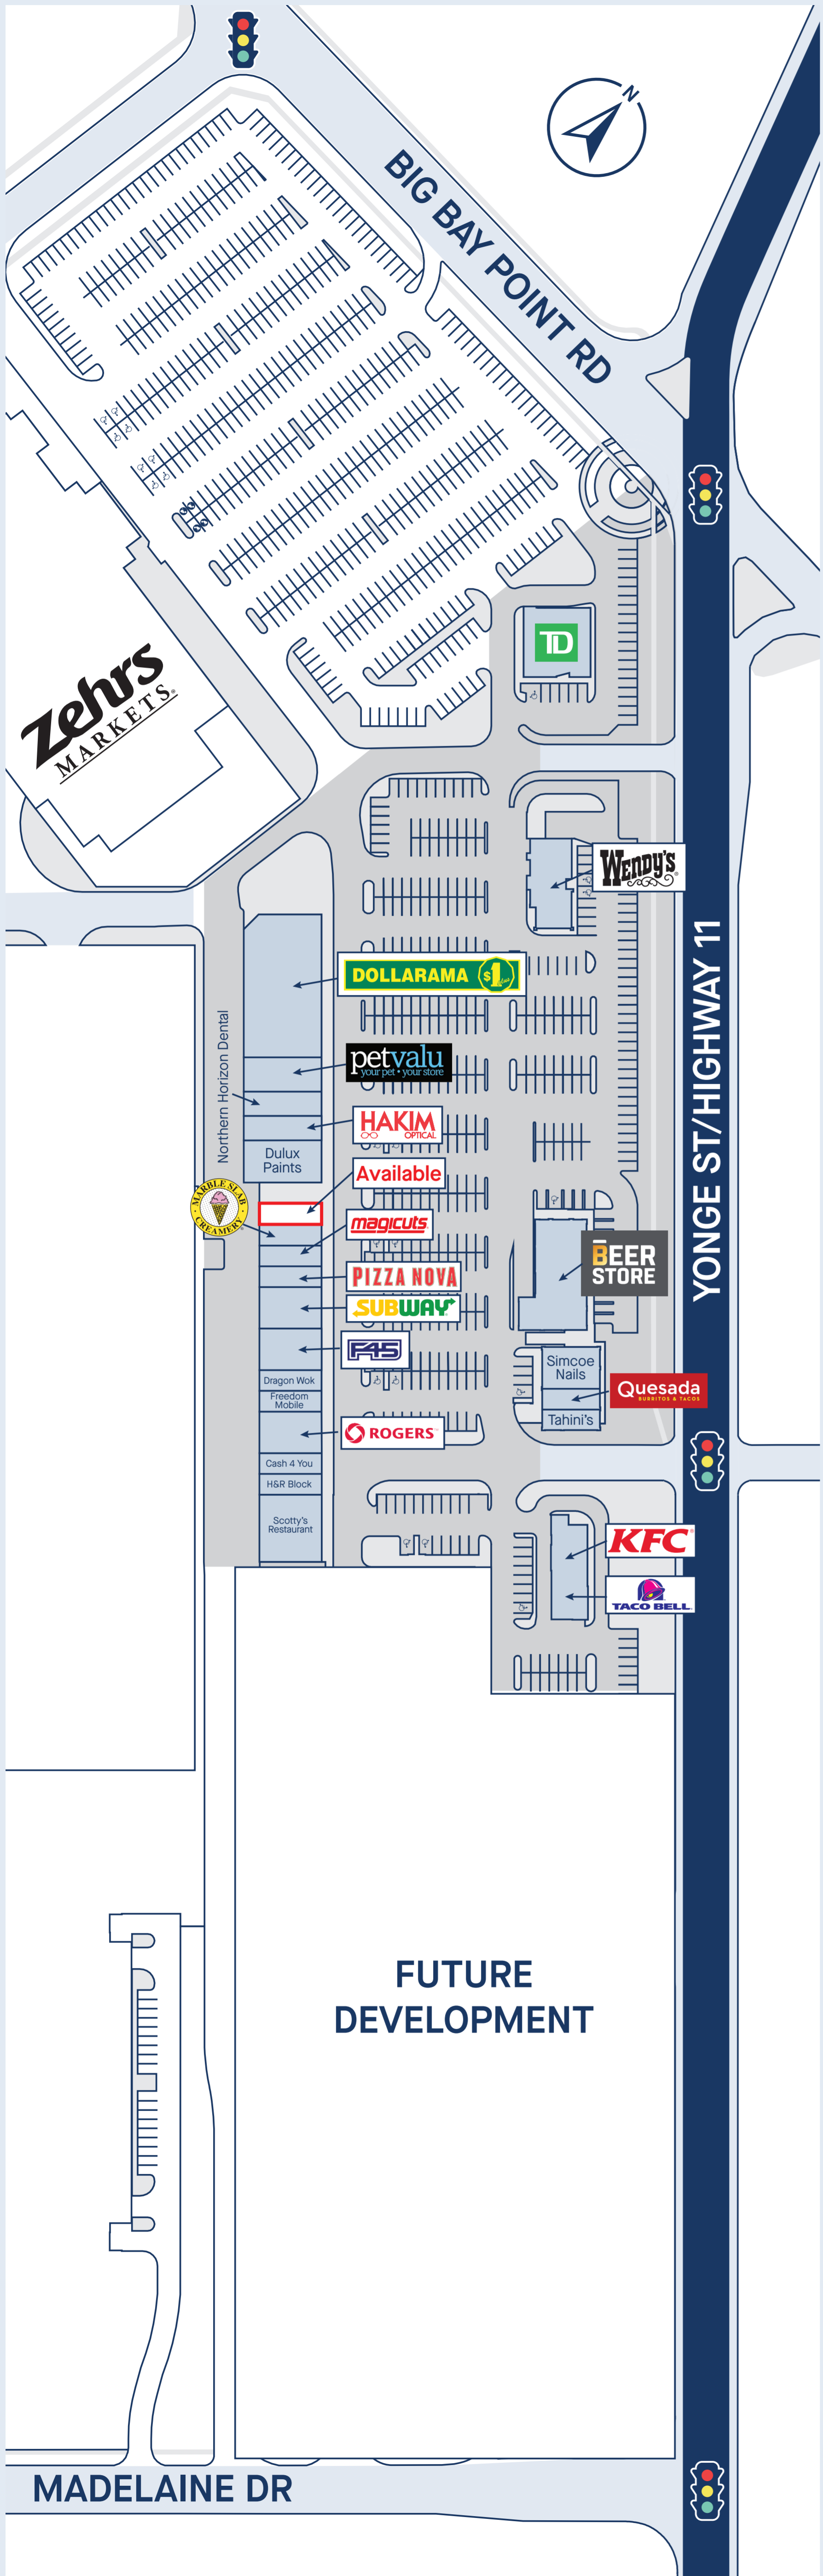 N
BIG BAY POINT RD
TD
zehrs
MARKETS
WENDY'S
DOLLARAMA $1
YONGE ST/HIGHWAY 11
Northern Horizon Dental
petvalu
your pet • your store
HAKIM
OPTICAL
Dulux
Paints
Available
MARBLE SLAB
CREAMERY
magicuts
BEER
STORE
PIZZA NOVA
SUBWAY
F45
Simcoe
Nails
Dragon Wok
Quesada
BURRITOS & TACOS
Freedom
Mobile
Tahini's
ROGERS
Cash 4 You
H&R Block
Scotty's
Restaurant
KFC
TACO BELL
FUTURE
DEVELOPMENT
MADELAINE DR